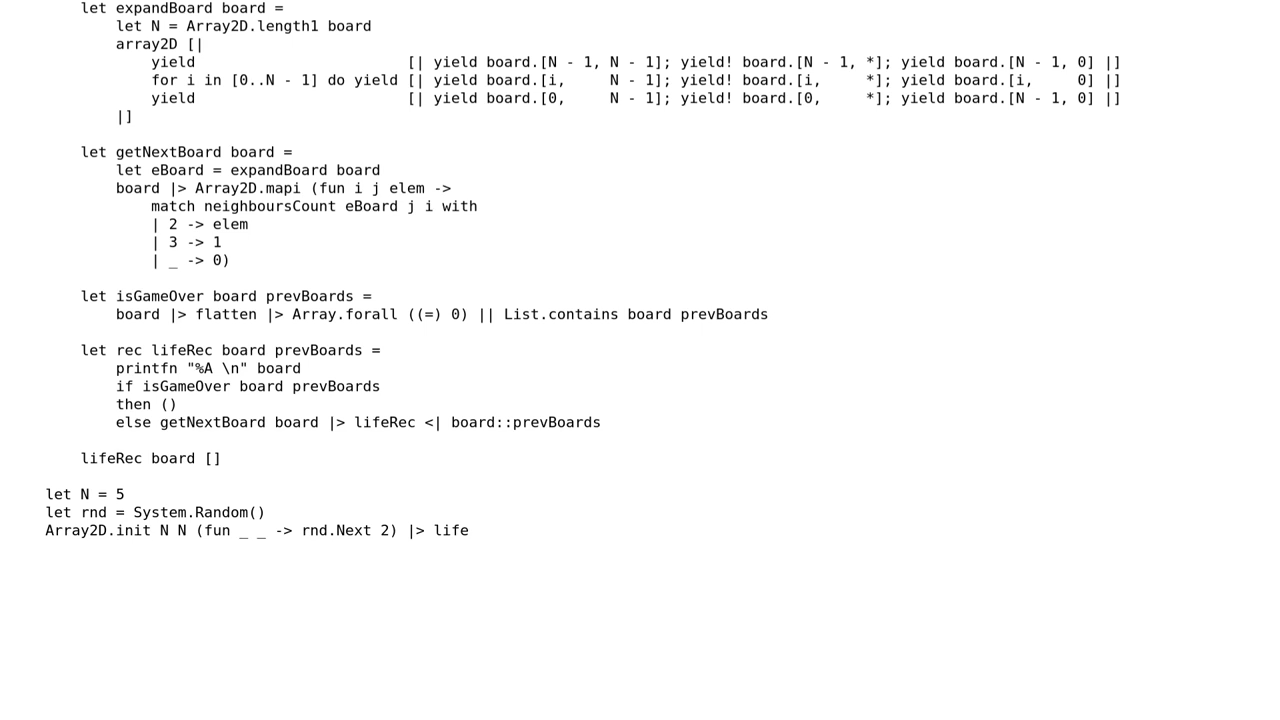 let expandBoard board =
        let N = Array2D.length1 board
        array2D [|
            yield                        [| yield board.[N - 1, N - 1]; yield! board.[N - 1, *]; yield board.[N - 1, 0] |]
            for i in [0..N - 1] do yield [| yield board.[i,     N - 1]; yield! board.[i,     *]; yield board.[i,     0] |]
            yield                        [| yield board.[0,     N - 1]; yield! board.[0,     *]; yield board.[N - 1, 0] |]
        |]

    let getNextBoard board =
        let eBoard = expandBoard board
        board |> Array2D.mapi (fun i j elem ->
            match neighboursCount eBoard j i with
            | 2 -> elem
            | 3 -> 1
            | _ -> 0)

    let isGameOver board prevBoards =
        board |> flatten |> Array.forall ((=) 0) || List.contains board prevBoards

    let rec lifeRec board prevBoards =
        printfn "%A \n" board
        if isGameOver board prevBoards
        then ()
        else getNextBoard board |> lifeRec <| board::prevBoards

    lifeRec board []

let N = 5
let rnd = System.Random()
Array2D.init N N (fun _ _ -> rnd.Next 2) |> life